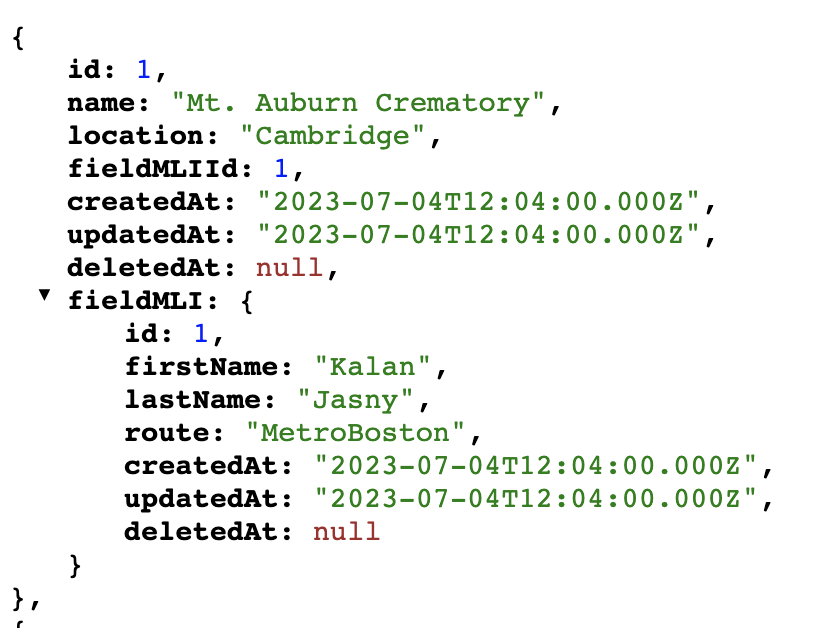 {
id: 1,
name: "Mt. Auburn Crematory",
location: "Cambridge",
fieldMLIId: 1,
createdAt: "2023-07-04T12:04:00.000Z",
updatedAt: "2023-07-04T12:04:00.000Z",
deletedAt: null,
▼ fieldMLI: {
id: 1,
firstName: "Kalan",
lastName: "Jasny",
route: "MetroBoston",
createdAt: "2023-07-04T12:04:00.000Z",
updatedAt: "2023-07-04T12:04:00.000Z",
deletedAt: null
}
},
{